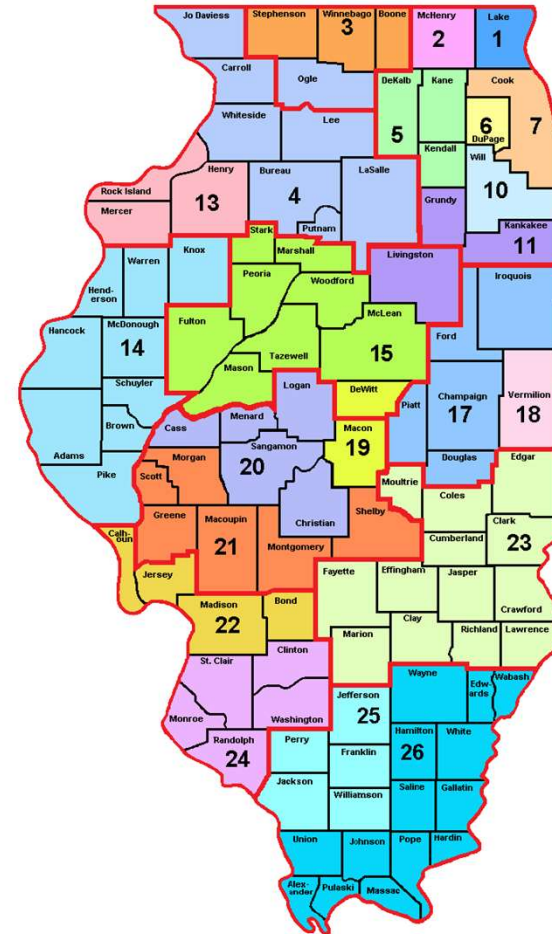 Jo Daviess
Stephenson
Winnebago
Boone
McHenry
Lake
3
2
1
Carroll
Ogle
DeKalb
Kane
Cook
7
Whiteside
Lee
5
6
DuPage
Kendall
Will
Rock Island
Henry
Bureau
LaSalle
10
Mercer
13
4
Putnam
Grundy
Kankakee
11
Stark
Marshall
Livingston
Iroquois
Warren
Knox
Peoria
Woodford
Hend-
erson
McLean
Hancock
McDonough
Fulton
Ford
14
Tazewell
15
Mason
Schuyler
Logan
DeWitt
Piatt
Champaign
Vermilion
17
18
Brown
Cass
Menard
Macon
Adams
Sangamon
19
Pike
Morgan
20
Douglas
Edgar
Scott
Moultrie
Coles
Greene
Macoupin
Christian
Shelby
Clark
23
Calh-
oun
21
Montgomery
Cumberland
Jersey
Fayette
Effingham
Jasper
Madison
Bond
Crawford
22
Clay
Marion
Richland
Lawrence
Clinton
St. Clair
Wayne
Edw
ards
Wabash
Jefferson
25
Monroe
Washington
Hamilton
White
Randolph
24
Perry
26
Franklin
Jackson
Saline
Gallatin
Williamson
Union
Johnson
Pope
Hardin
Alex-
ander
Pulaski
Massac